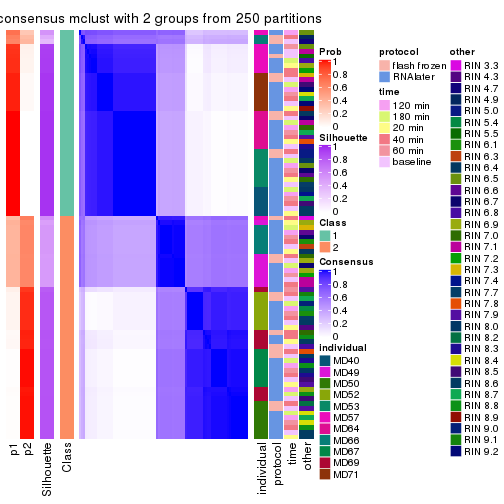 consensus mclust with 2 groups from 250 partitions
Prob
1
0.8
0.6
0.4
0.2
0
Silhouette
1
0.8
0.6
0.4
0.2
0
Class
1
2
Consensus
1
0.8
0.6
0.4
0.2
0
individual
MD40
MD49
MD50
MD52
MD53
MD57
MD64
MD66
MD67
MD69
MD71
protocol
flash frozen
RNAlater
time
120 min
180 min
20 min
40 min
60 min
baseline
other
RIN 3.3
RIN 4.3
RIN 4.7
RIN 4.9
RIN 5.0
RIN 5.4
RIN 5.5
RIN 6.1
RIN 6.3
RIN 6.4
RIN 6.5
RIN 6.6
RIN 6.7
RIN 6.8
RIN 6.9
RIN 7.0
RIN 7.1
RIN 7.2
RIN 7.3
RIN 7.4
RIN 7.7
RIN 7.8
RIN 7.9
RIN 8.0
RIN 8.2
RIN 8.3
RIN 8.4
RIN 8.5
RIN 8.6
RIN 8.7
RIN 8.8
RIN 8.9
RIN 9.0
RIN 9.1
RIN 9.2
p1
p2
Silhouette
Class
individual
protocol
time
other